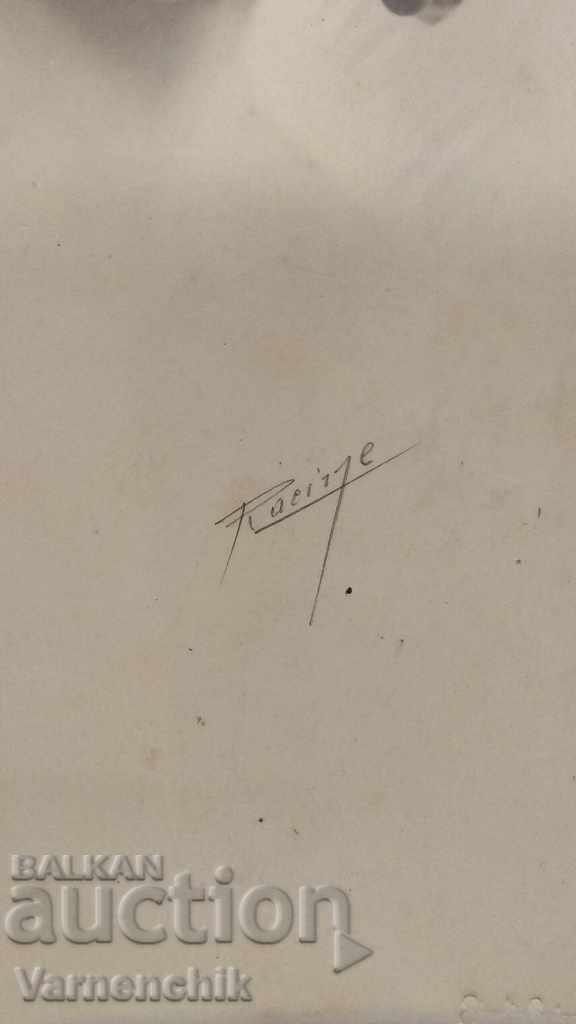 Racine
BALKAN
auction
Varnenchik